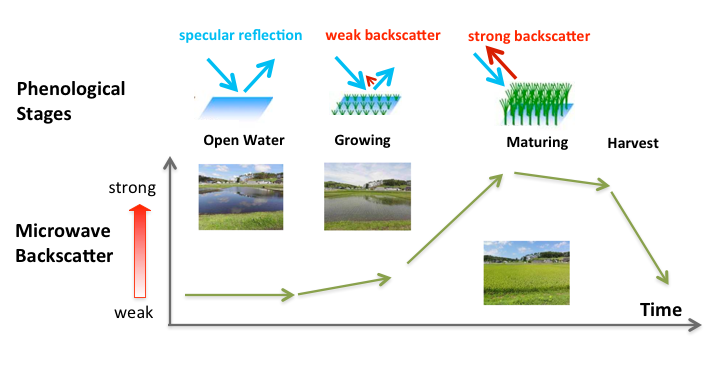 specular reflection
weak backscatter
strong backscatter
Phenological
Stages
Open Water
Growing
Maturing
Harvest
strong
Microwave
Backscatter
weak
Time